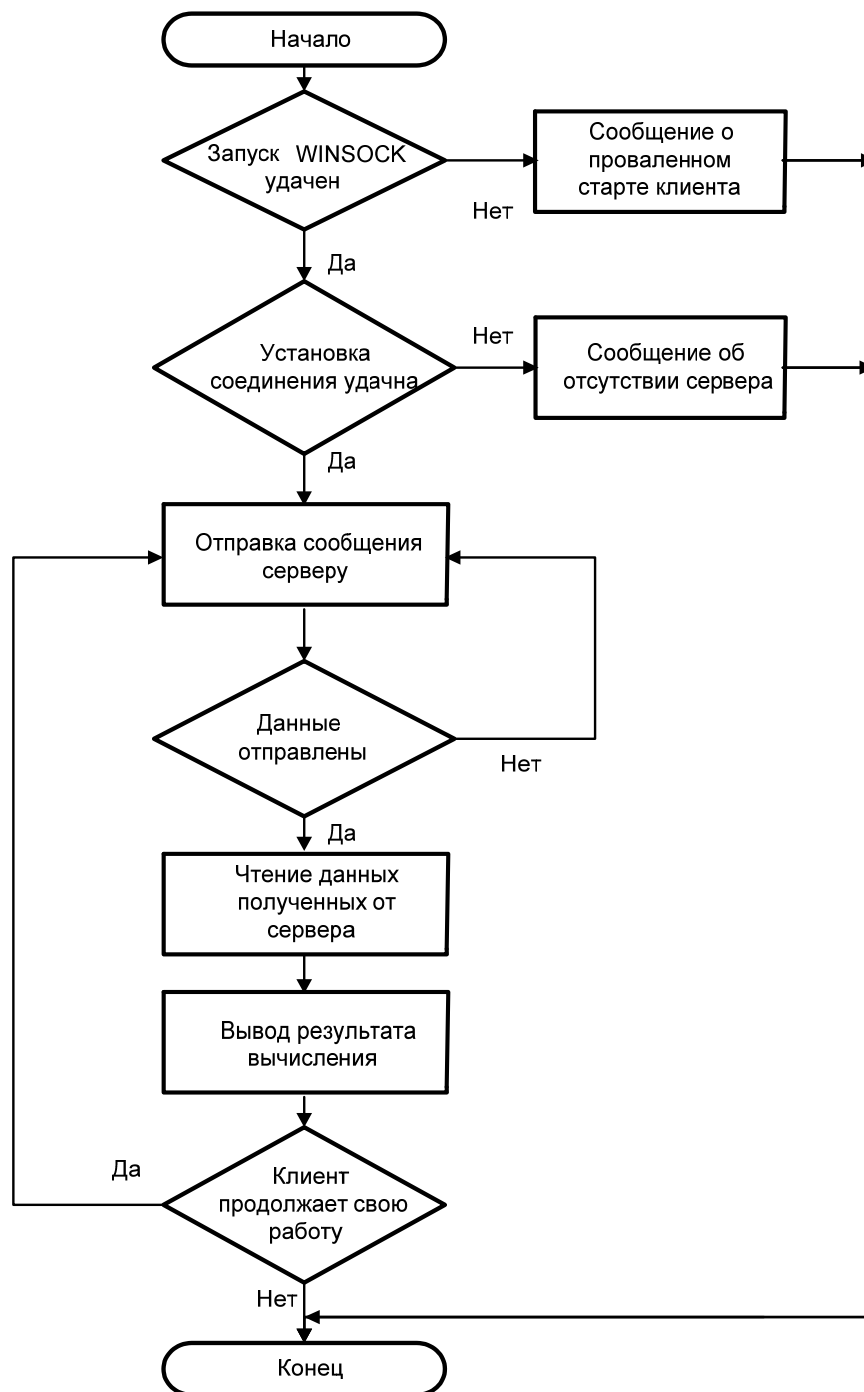 Начало
Запуск WINSOCK
удачен
Нет
Сообщение о
проваленном
старте клиента
Да
Установка
соединения удачна
Нет
Сообщение об
отсутствии сервера
Да
Отправка сообщения
серверу
Данные
отправлены
Нет
Да
Чтение данных
полученных от
сервера
Вывод результата
вычисления
Да
Клиент
продолжает свою
работу
Нет
Конец